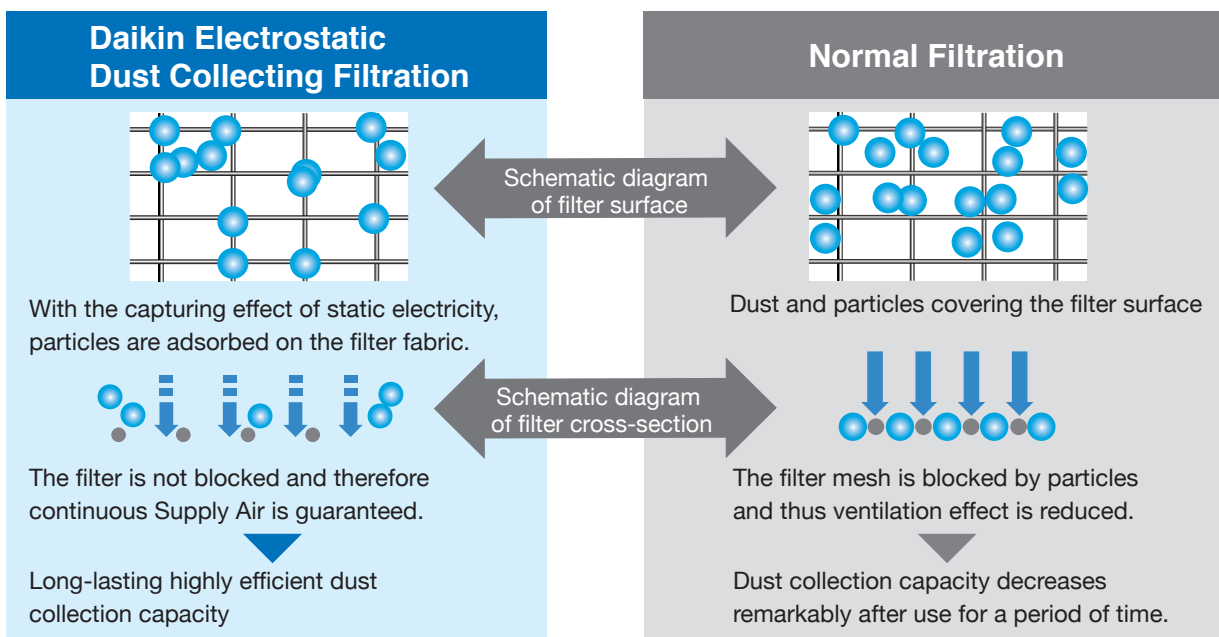 Daikin Electrostatic
Dust Collecting Filtration
Normal Filtration
Schematic diagram
of filter surface
With the capturing effect of static electricity,
particles are adsorbed on the filter fabric.
Dust and particles covering the filter surface
Schematic diagram
of filter cross-section
The filter is not blocked and therefore
continuous Supply Air is guaranteed.
The filter mesh is blocked by particles
and thus ventilation effect is reduced.
Long-lasting highly efficient dust
collection capacity
Dust collection capacity decreases
remarkably after use for a period of time.